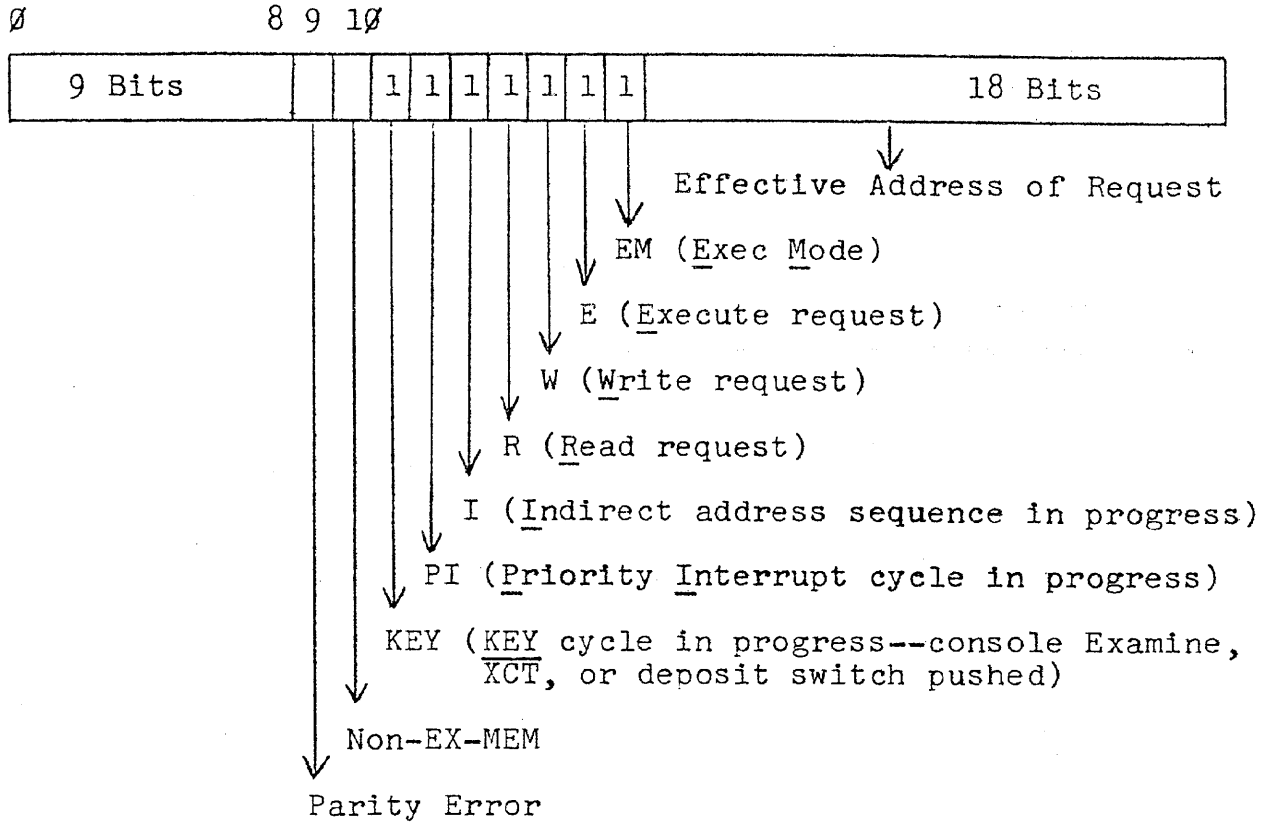 Ø 8 9 1Ø
9 Bits 1 1 1 1 1 1 1 18 Bits
Effective Address of Request
EM (Exec Mode)
E (Execute request)
W (Write request)
R (Read request)
I (Indirect address sequence in progress)
PI (Priority Interrupt cycle in progress)
KEY (KEY cycle in progress--console Examine,
XCT, or deposit switch pushed)
Non-EX-MEM
Parity Error